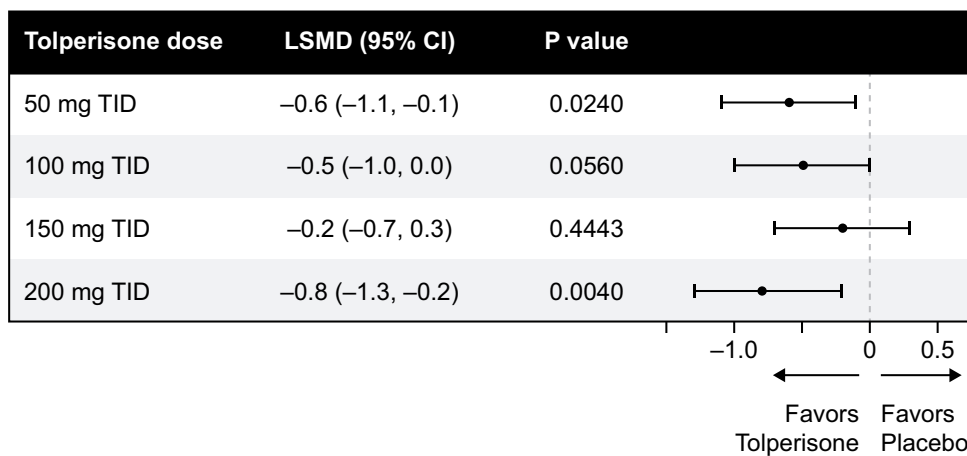 Tolperisone dose LSMD (95% CI) P value
50 mg TID –0.6 (–1.1, –0.1) 0.0240
100 mg TID –0.5 (–1.0, 0.0) 0.0560
150 mg TID –0.2 (–0.7, 0.3) 0.4443
200 mg TID –0.8 (–1.3, –0.2) 0.0040
–1.0 0 0.5
Favors Favors
Tolperisone Placebo